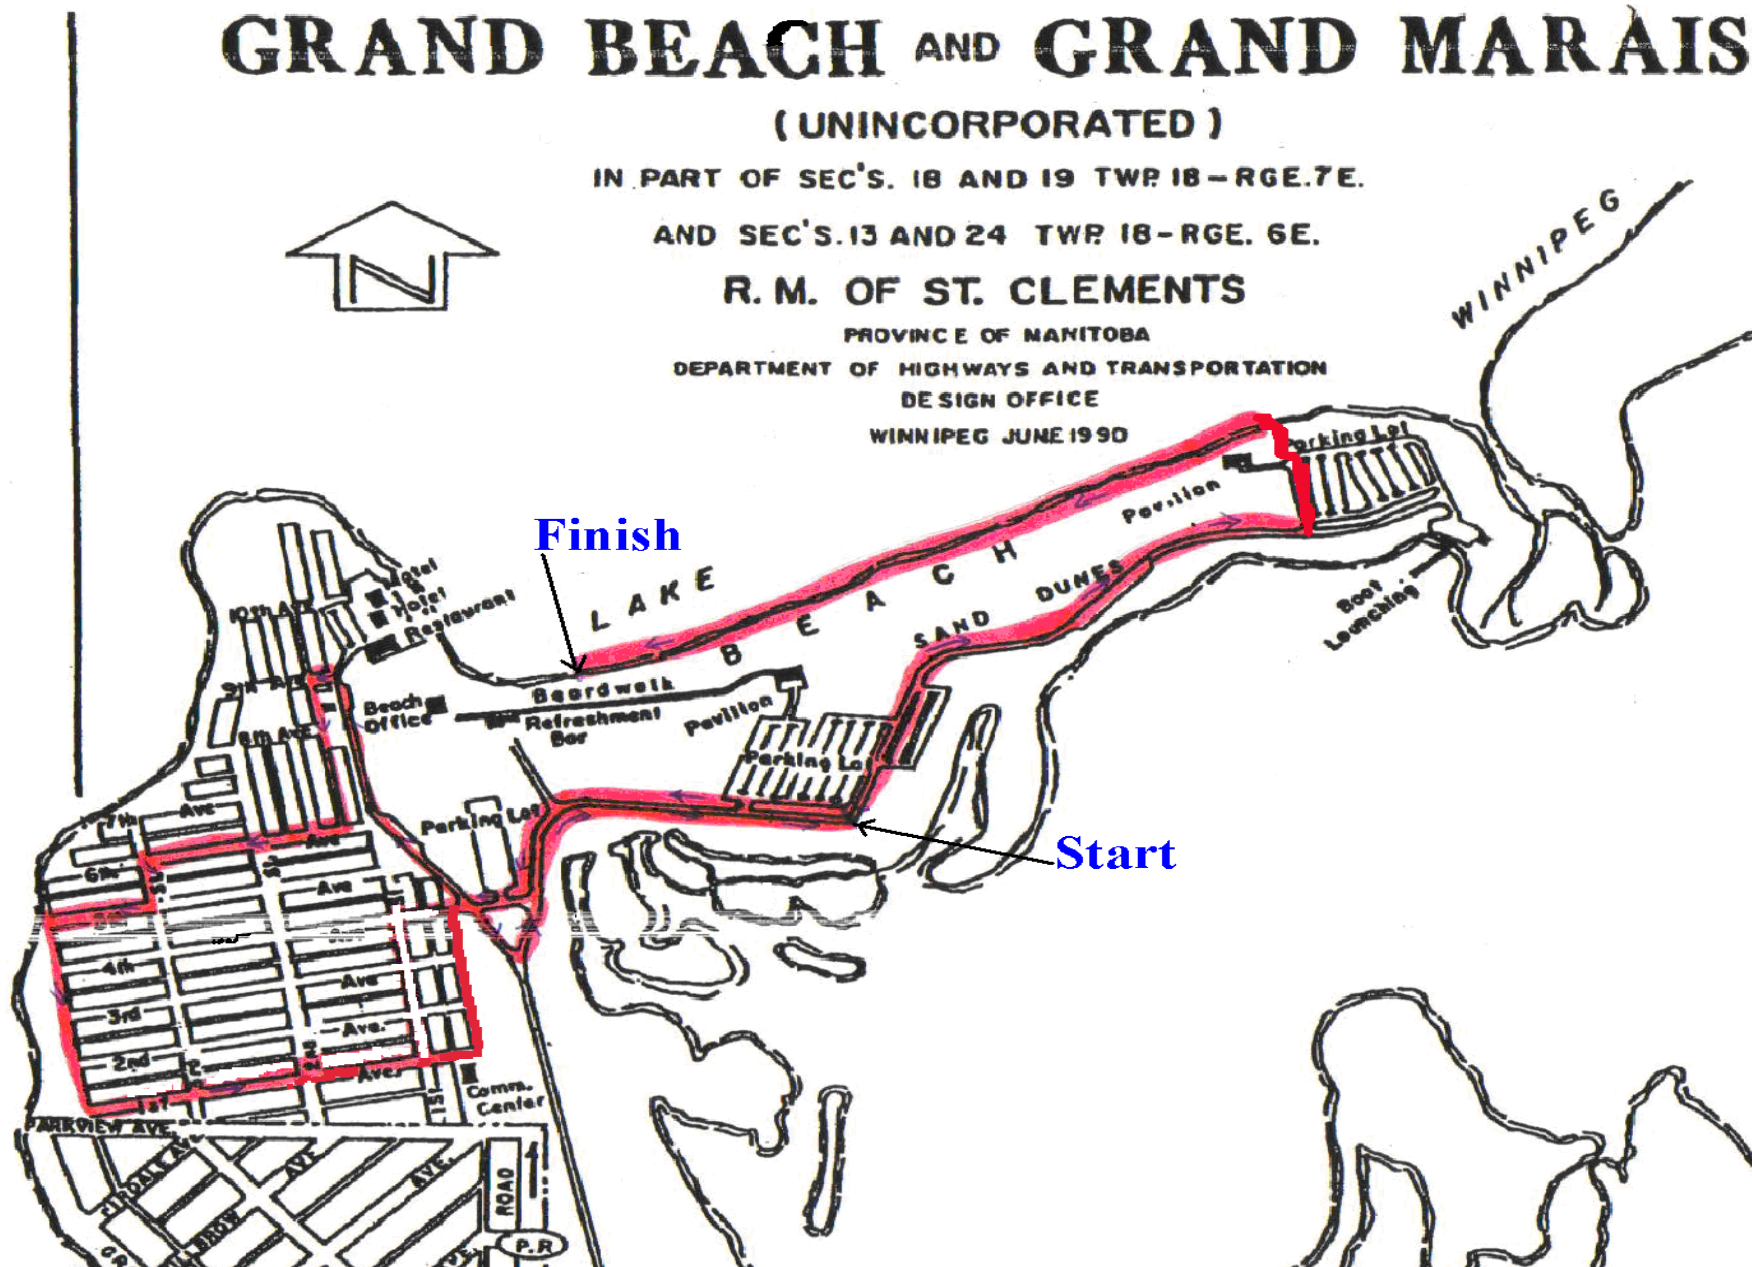 GRAND BEACH AND GRAND MARAIS
(UNINCORPORATED)
IN PART OF SEC'S. 18 AND 19 TWP. 18-RGE.7E.
AND SEC'S.13 AND 24 TWP. 18-RGE. 6E.
R.M. OF ST. CLEMENTS
PROVINCE OF MANITOBA
DEPARTMENT OF HIGHWAYS AND TRANSPORTATION
DESIGN OFFICE
WINNIPEG JUNE 1990
N
WINNIPEG
Parking Lot
Pavilion
Finish
LAKE
BEACH
SAND DUNES
Boat
Launching
Motel
Hotel
Restaurant
10th Ave
9th Ave
8th Ave
Beach
Office
Boardwalk
Refreshment
Bar
Pavilion
Parking Lot
Parking Lot
Start
7th Ave
6th Ave
Ave
4th Ave
3rd Ave.
2nd Ave
1st
2nd
1st
Comm.
Center
PARKVIEW AVE.
AVE
AVE.
ROAD
P.R